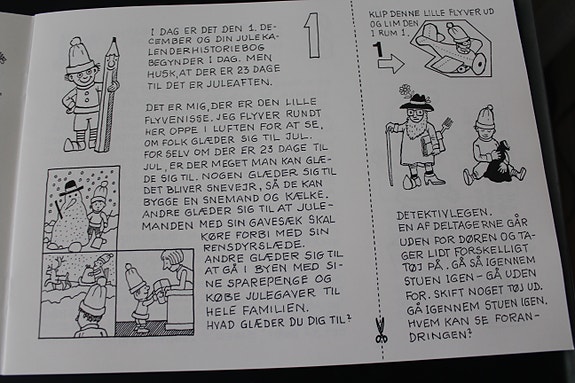 I DAG ER DET DEN 1. DE-
CEMBER OG DIN JULEKA-
LENDERHISTORIEBOG
BEGYNDER I DAG. MEN
HUSK, AT DER ER 23 DAGE
TIL DET ER JULEAFTEN.
1
DET ER MIG, DER ER DEN LILLE
FLYVENISSE. JEG FLYVER RUNDT
HER OPPE I LUFTEN FOR AT SE,
OM FOLK GLÆDER SIG TIL JUL.
FOR SELV OM DER ER 23 DAGE TIL
JUL, ER DER MEGET MAN KAN GLÆ-
DE SIG TIL. NOGEN GLÆDER SIG TIL
DET BLIVER SNEVEJR, SÅ DE KAN
BYGGE EN SNEMAND OG KÆLKE.
ANDRE GLÆDER SIG TIL AT JULE-
MANDEN MED SIN GAVESÆK SKAL
KØRE FORBI MED SIN
RENSDYRSLÆDE.
ANDRE GLÆDER SIG TIL
AT GÅ I BYEN MED SI-
NE SPAREPENGE OG
KØBE JULEGAVER TIL
HELE FAMILIEN.
HVAD GLÆDER DU DIG TIL?
KLIP DENNE LILLE FLYVER UD
OG LIM DEN
I RUM 1.
1
DETEKTIVLEGEN.
EN AF DELTAGERNE GÅR
UDEN FOR DØREN OG TA-
GER LIDT FORSKELLIGT
TØJ PÅ. GÅ SÅ IGENNEM
STUEN IGEN – GÅ UDEN
FOR. SKIFT NOGET TØJ UD.
GÅ IGENNEM STUEN IGEN.
HVEM KAN SE FORAN-
DRINGEN?